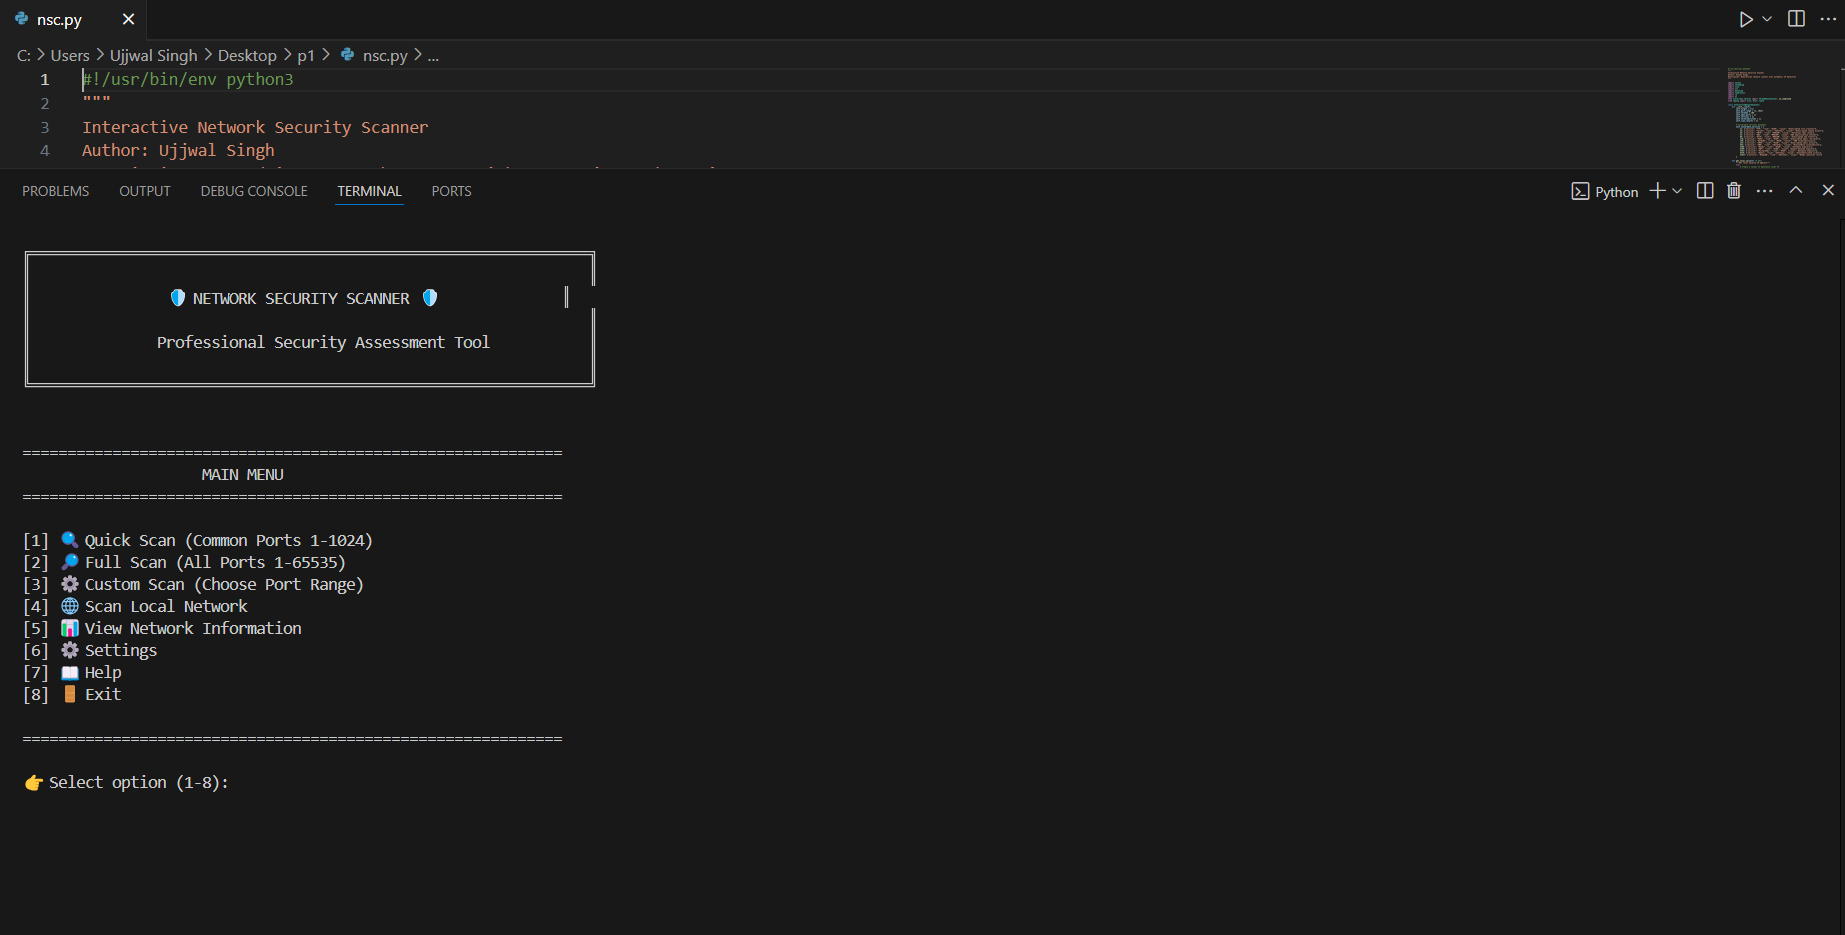 nsc.py
C: > Users > Ujjwal Singh > Desktop > p1 > nsc.py > ...
1 #!/usr/bin/env python3
2 """
3 Interactive Network Security Scanner
4 Author: Ujjwal Singh
PROBLEMS OUTPUT DEBUG CONSOLE TERMINAL PORTS Python
🛡️ NETWORK SECURITY SCANNER 🛡️ ║
Professional Security Assessment Tool
============================================================
MAIN MENU
============================================================
[1] 🔍 Quick Scan (Common Ports 1-1024)
[2] 🔎 Full Scan (All Ports 1-65535)
[3] ⚙️ Custom Scan (Choose Port Range)
[4] 🌐 Scan Local Network
[5] 📊 View Network Information
[6] ⚙️ Settings
[7] 📖 Help
[8] 🚪 Exit
============================================================
👉 Select option (1-8):